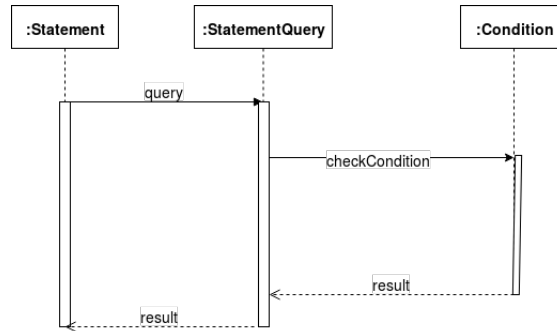 :Statement
:StatementQuery
:Condition
query
checkCondition
result
result